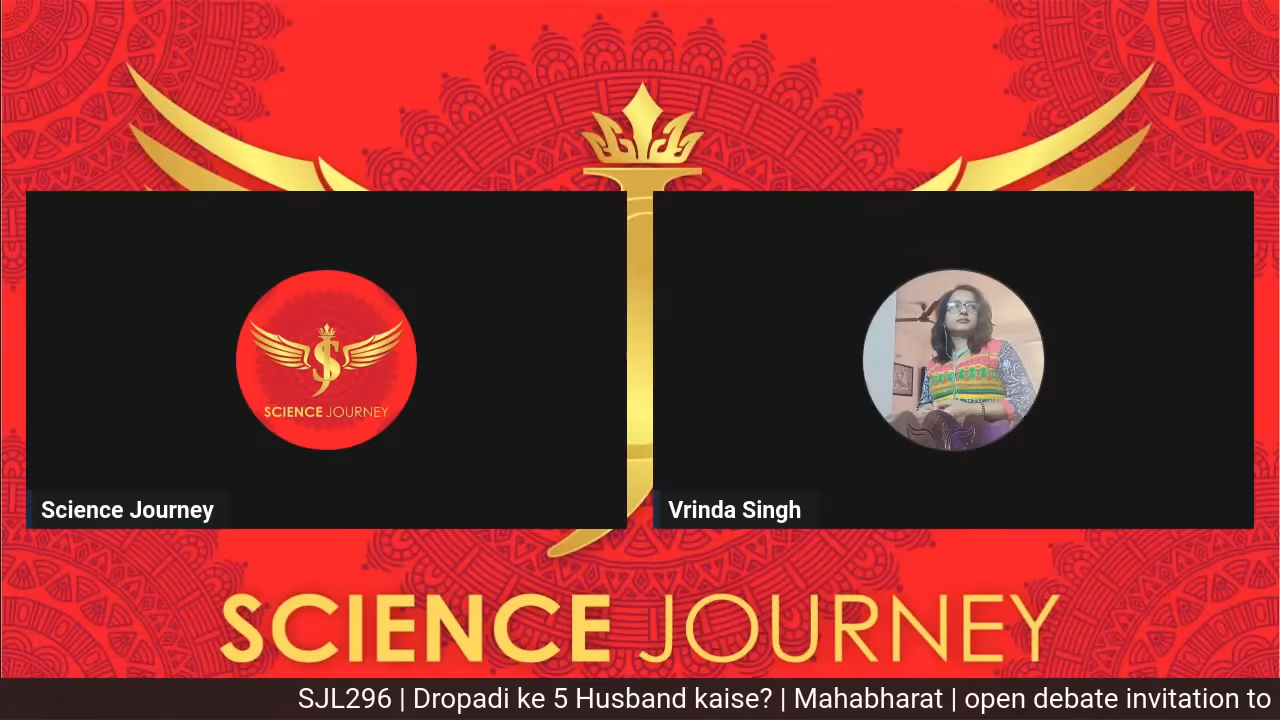 SCIENCE JOURNEY
Science Journey
Vrinda Singh
SCIENCE JOURNEY
SJL296 | Dropadi ke 5 Husband kaise? | Mahabharat | open debate invitation to